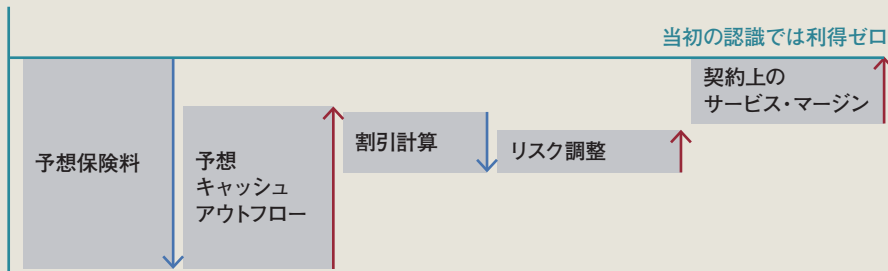 当初の認識では利得ゼロ
契約上の
サービス・マージン
割引計算
リスク調整
予想保険料
予想
キャッシュ
アウトフロー